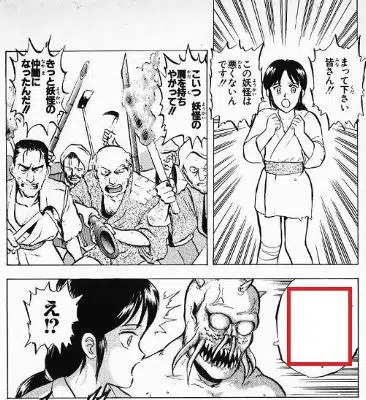 まって下さい
皆さん!!
この妖怪は
悪くないん
です!!
こいつ 妖怪の
肩を持ち
やがって!!
きっと妖怪の
仲間に
なったんだ!!
え!?